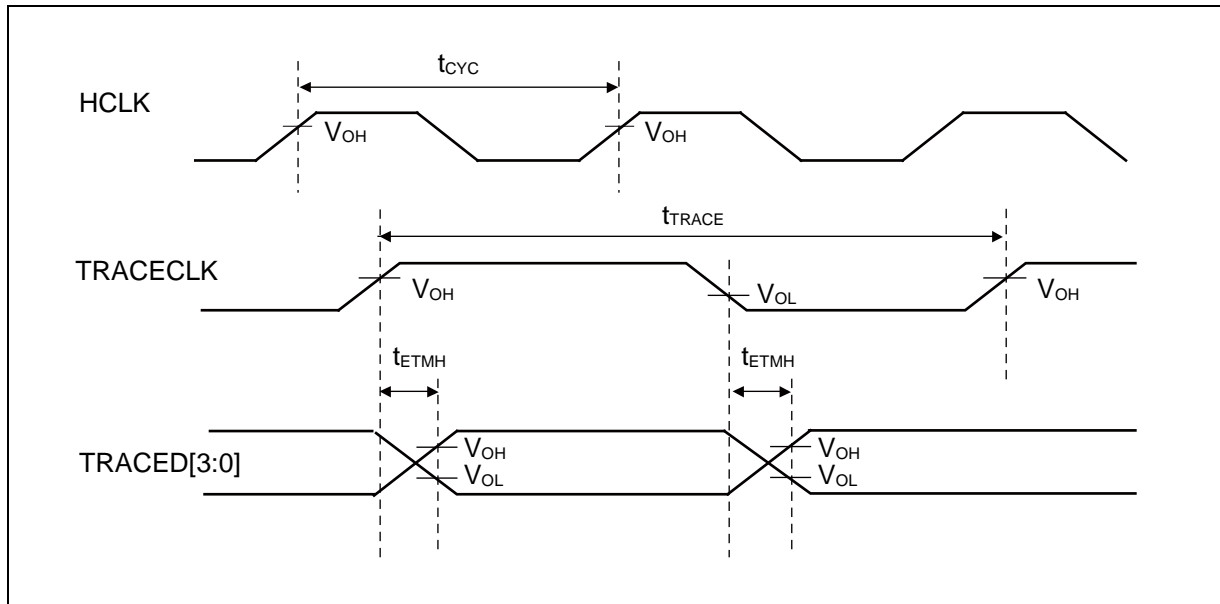 tCYC
HCLK
VOH
VOH
tTRACE
TRACECLK
VOH
VOL
VOH
tETMH
tETMH
TRACED[3:0]
VOH
VOH
VOL
VOL